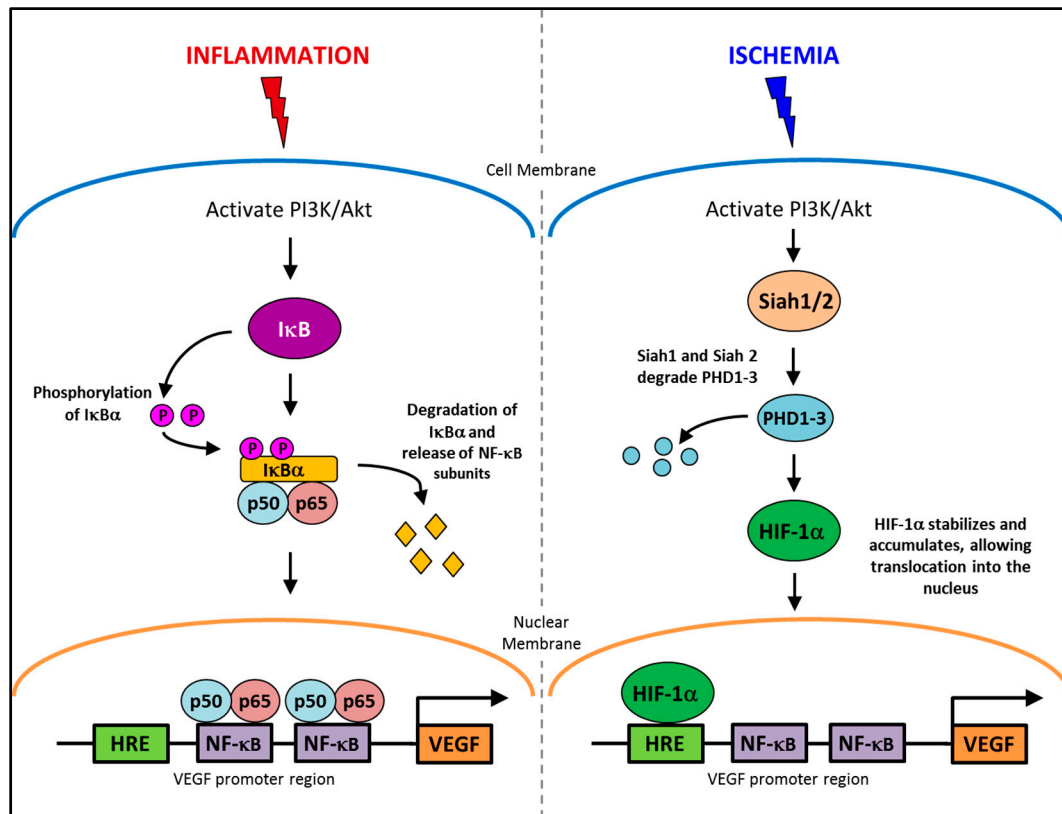 INFLAMMATION
Activate PI3K/Akt
IκB
Phosphorylation
of IκBα
P P
P P
IκBα
p50 p65
Degradation of
IκBα and
release of NF-κB
subunits
p50 p65 p50 p65
HRE NF-κB NF-κB VEGF
VEGF promoter region
Cell Membrane
Nuclear
Membrane
ISCHEMIA
Activate PI3K/Akt
Siah1/2
Siah1 and Siah 2
degrade PHD1-3
PHD1-3
HIF-1α
HIF-1α stabilizes and
accumulates, allowing
translocation into the
nucleus
HIF-1α
HRE NF-κB NF-κB VEGF
VEGF promoter region